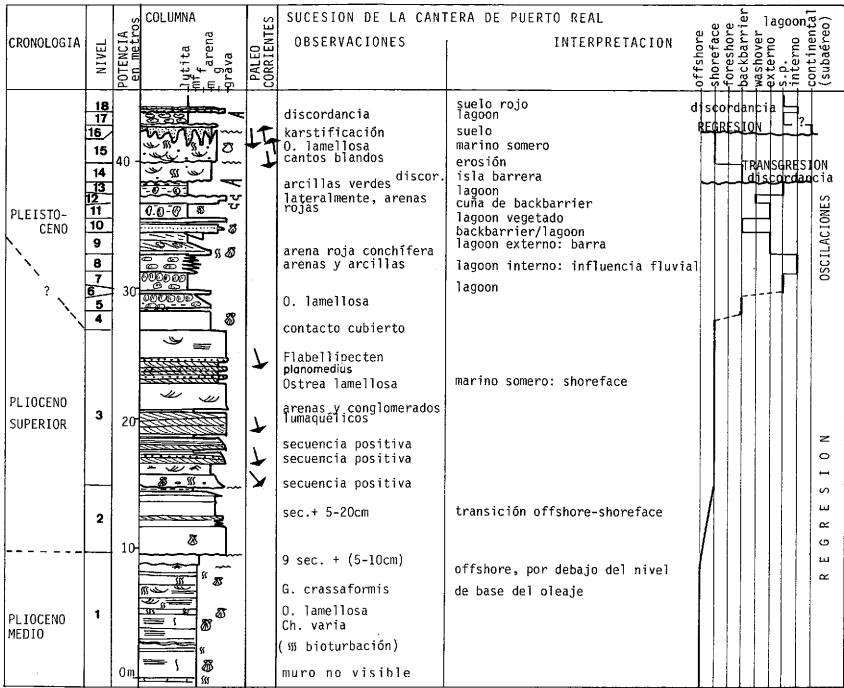 SUCESION DE LA CANTERA DE PUERTO REAL
CRONOLOGIA
NIVEL
POTENCIA en metros
COLUMNA
lutita
mf
f
m arena
g
grava
PALEO CORRIENTES
OBSERVACIONES
INTERPRETACION
offshore
shoreface
foreshore
backbarrier
washover
lagoon
externo
s.p.
interno
continental
(subaéreo)
PLEISTO-
CENO
?
PLIOCENO
SUPERIOR
PLIOCENO
MEDIO
18
17
16
15
14
13
12
11
10
9
8
7
6
5
4
3
2
1
40
30
20
10
0m
discordancia
karstificación
O. lamellosa
cantos blandos
discor.
arcillas verdes
lateralmente, arenas
rojas
arena roja conchífera
arenas y arcillas
O. lamellosa
contacto cubierto
Flabellipecten
planomedius
Ostrea lamellosa
arenas y conglomerados
lumaquélicos
secuencia positiva
secuencia positiva
secuencia positiva
sec.+ 5-20cm
9 sec. + (5-10cm)
G. crassaformis
O. lamellosa
Ch. varia
( bioturbación)
muro no visible
suelo rojo
lagoon
suelo
marino somero
erosión
isla barrera
lagoon
cuña de backbarrier
lagoon vegetado
backbarrier/lagoon
lagoon externo: barra
lagoon interno: influencia fluvial
lagoon
marino somero: shoreface
transición offshore-shoreface
offshore, por debajo del nivel
de base del oleaje
discordancia
?
REGRESION
TRANSGRESION
discordancia
OSCILACIONES
REGRESION